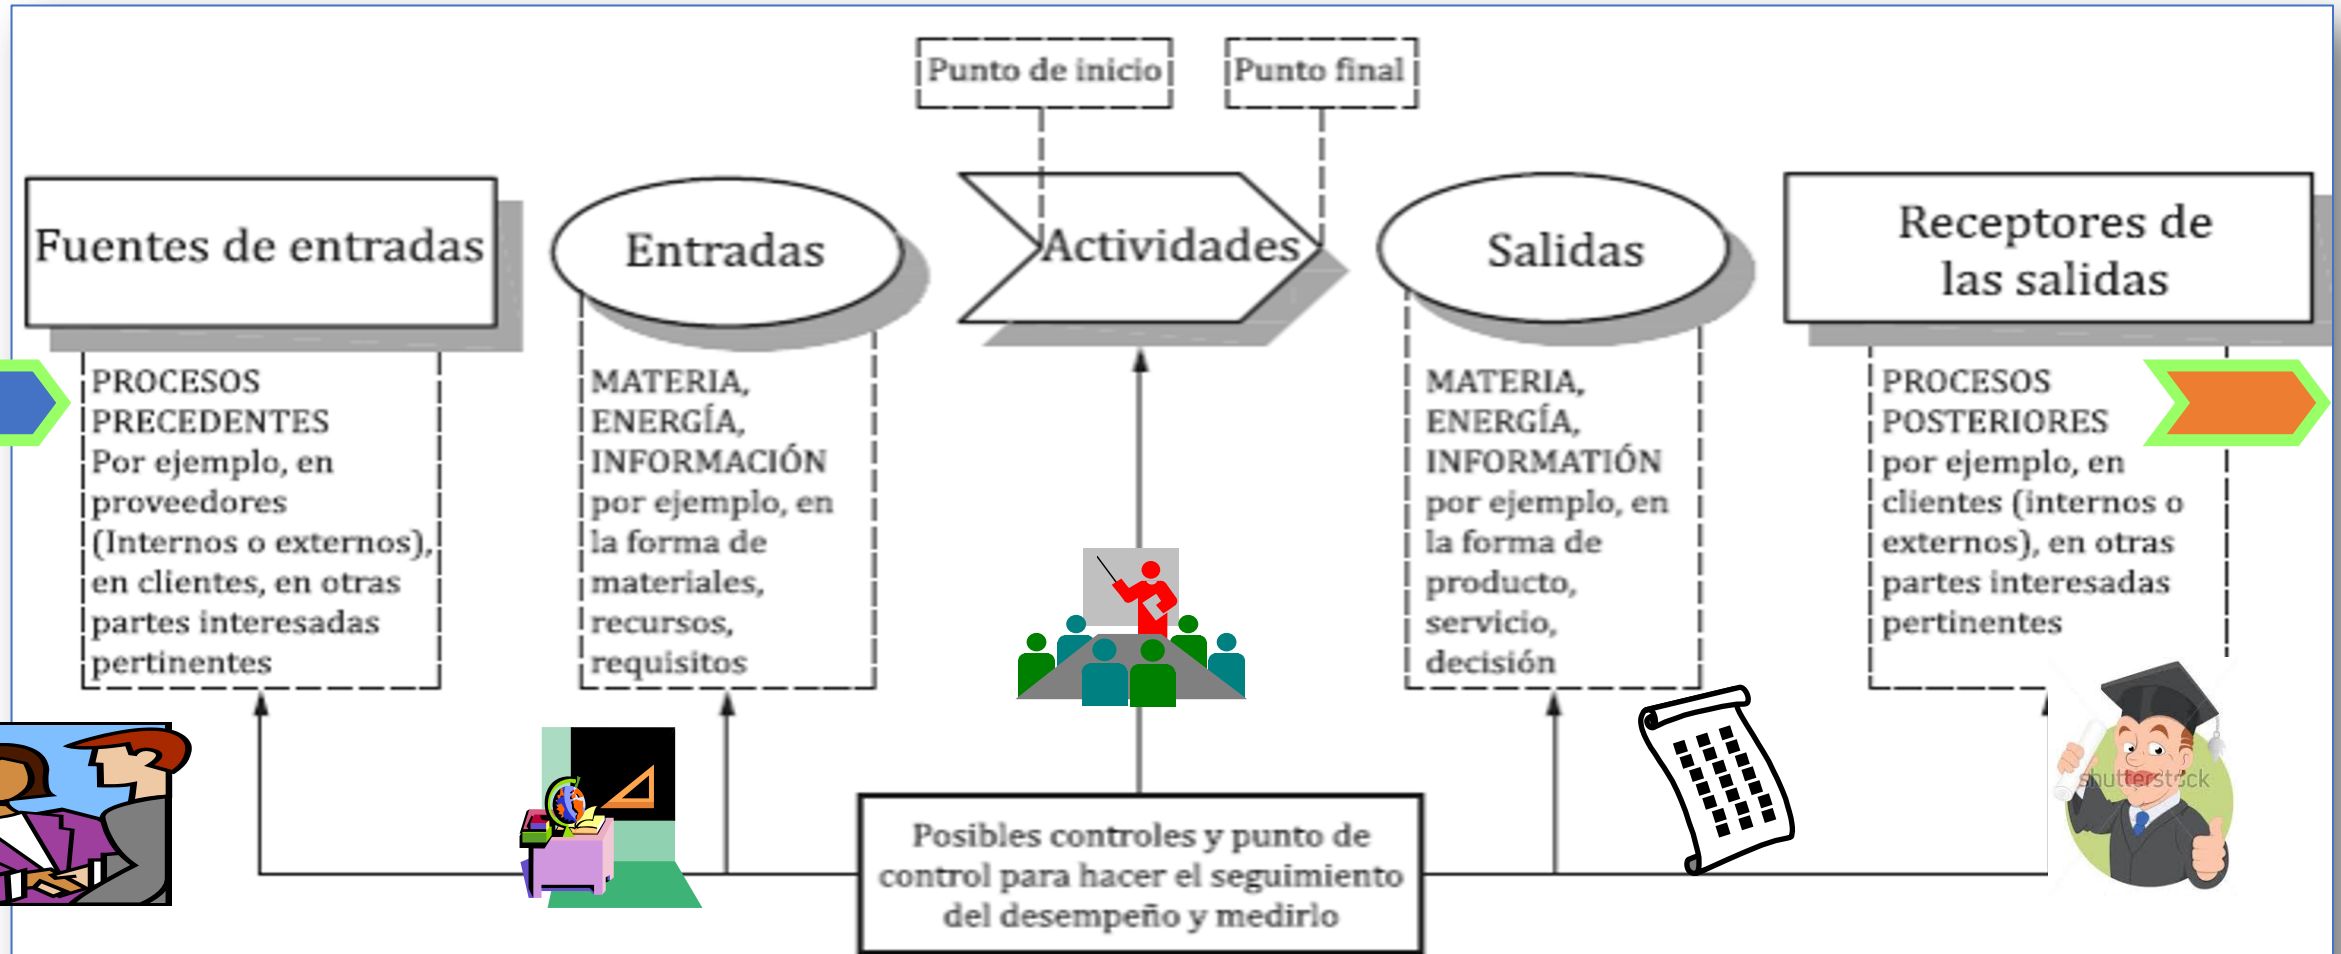 Punto de inicio
Punto final
Fuentes de entradas
Entradas
Actividades
Salidas
Receptores de
las salidas
PROCESOS
PRECEDENTES
Por ejemplo, en
proveedores
(Internos o externos),
en clientes, en otras
partes interesadas
pertinentes
MATERIA,
ENERGÍA,
INFORMACIÓN
por ejemplo, en
la forma de
materiales,
recursos,
requisitos
MATERIA,
ENERGÍA,
INFORMATIÓN
por ejemplo, en
la forma de
producto,
servicio,
decisión
PROCESOS
POSTERIORES
por ejemplo, en
clientes (internos o
externos), en otras
partes interesadas
pertinentes
shutterstock
Posibles controles y punto de
control para hacer el seguimiento
del desempeño y medirlo